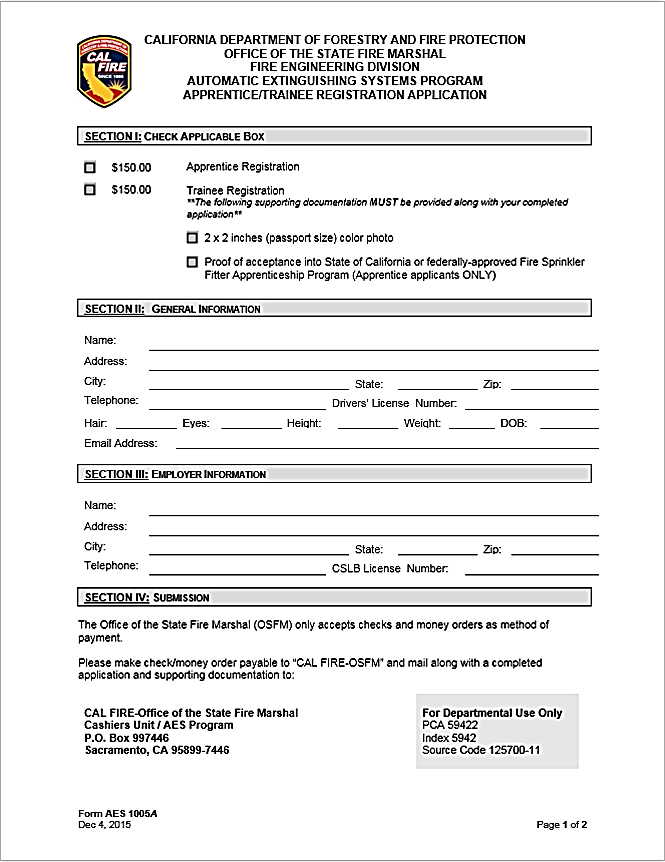 CALIFORNIA DEPARTMENT OF FORESTRY AND FIRE PROTECTION
OFFICE OF THE STATE FIRE MARSHAL
FIRE ENGINEERING DIVISION
AUTOMATIC EXTINGUISHING SYSTEMS PROGRAM
APPRENTICE/TRAINEE REGISTRATION APPLICATION
CAL
FIRE
SINCE 1885
SECTION I: CHECK APPLICABLE BOX
$150.00 Apprentice Registration
$150.00 Trainee Registration
**The following supporting documentation MUST be provided along with your completed
application**
2 x 2 inches (passport size) color photo
Proof of acceptance into State of California or federally-approved Fire Sprinkler
Fitter Apprenticeship Program (Apprentice applicants ONLY)
SECTION II: GENERAL INFORMATION
Name:
Address:
City: State: Zip:
Telephone: Drivers' License Number:
Hair: Eyes: Height: Weight: DOB:
Email Address:
SECTION III: EMPLOYER INFORMATION
Name:
Address:
City: State: Zip:
Telephone: CSLB License Number:
SECTION IV: SUBMISSION
The Office of the State Fire Marshal (OSFM) only accepts checks and money orders as method of
payment.
Please make check/money order payable to “CAL FIRE-OSFM” and mail along with a completed
application and supporting documentation to:
CAL FIRE-Office of the State Fire Marshal
Cashiers Unit / AES Program
P.O. Box 997446
Sacramento, CA 95899-7446
For Departmental Use Only
PCA 59422
Index 5942
Source Code 125700-11
Form AES 1005A
Dec 4, 2015
Page 1 of 2